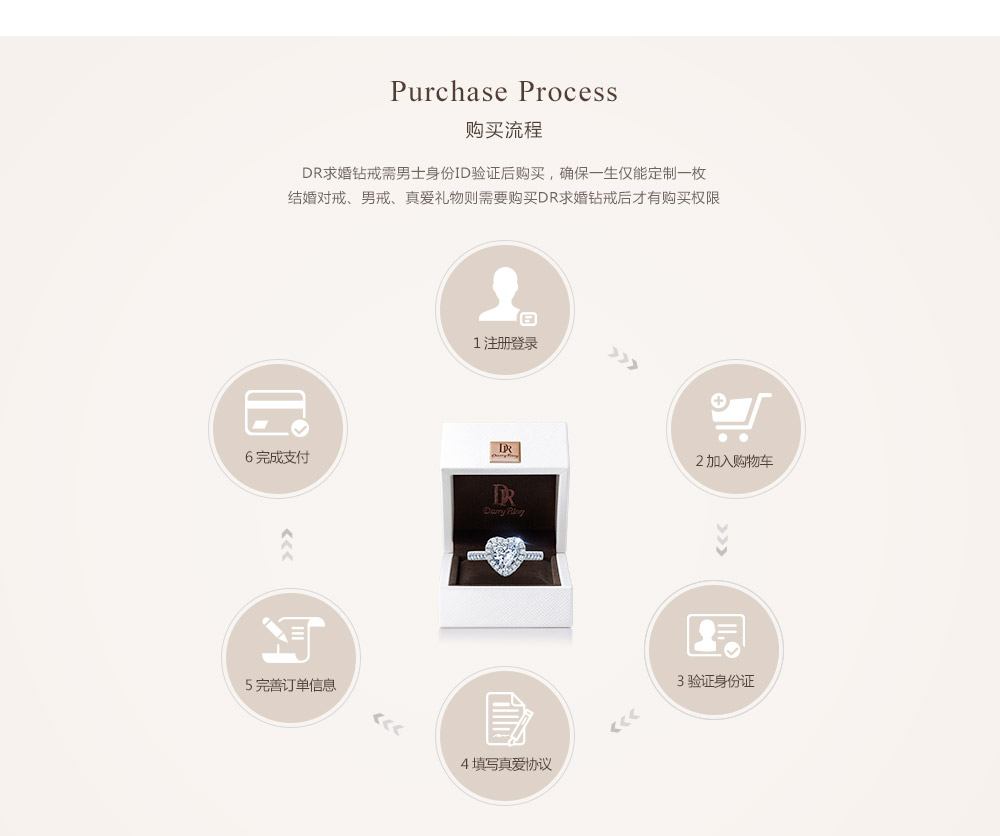 Purchase Process
购买流程
DR求婚钻戒需男士身份ID验证后购买，确保一生仅能定制一枚
结婚对戒、男戒、真爱礼物则需要购买DR求婚钻戒后才有购买权限
1 注册登录
2 加入购物车
3 验证身份证
4 填写真爱协议
5 完善订单信息
6 完成支付
DR
Darry Ring
DR
Darry Ring